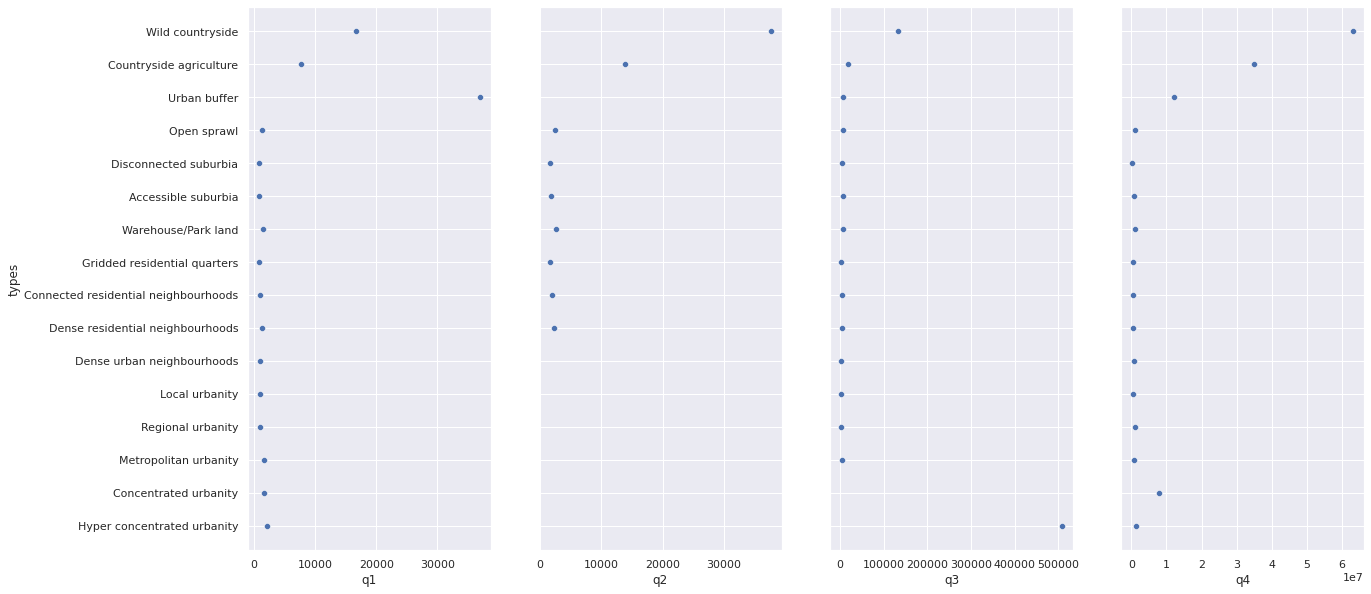 types
Wild countryside
Countryside agriculture
Urban buffer
Open sprawl
Disconnected suburbia
Accessible suburbia
Warehouse/Park land
Gridded residential quarters
Connected residential neighbourhoods
Dense residential neighbourhoods
Dense urban neighbourhoods
Local urbanity
Regional urbanity
Metropolitan urbanity
Concentrated urbanity
Hyper concentrated urbanity
0 10000 20000 30000
q1
0 10000 20000 30000
q2
0 100000 200000 300000 400000 500000
q3
0 1 2 3 4 5 6
1e7
q4